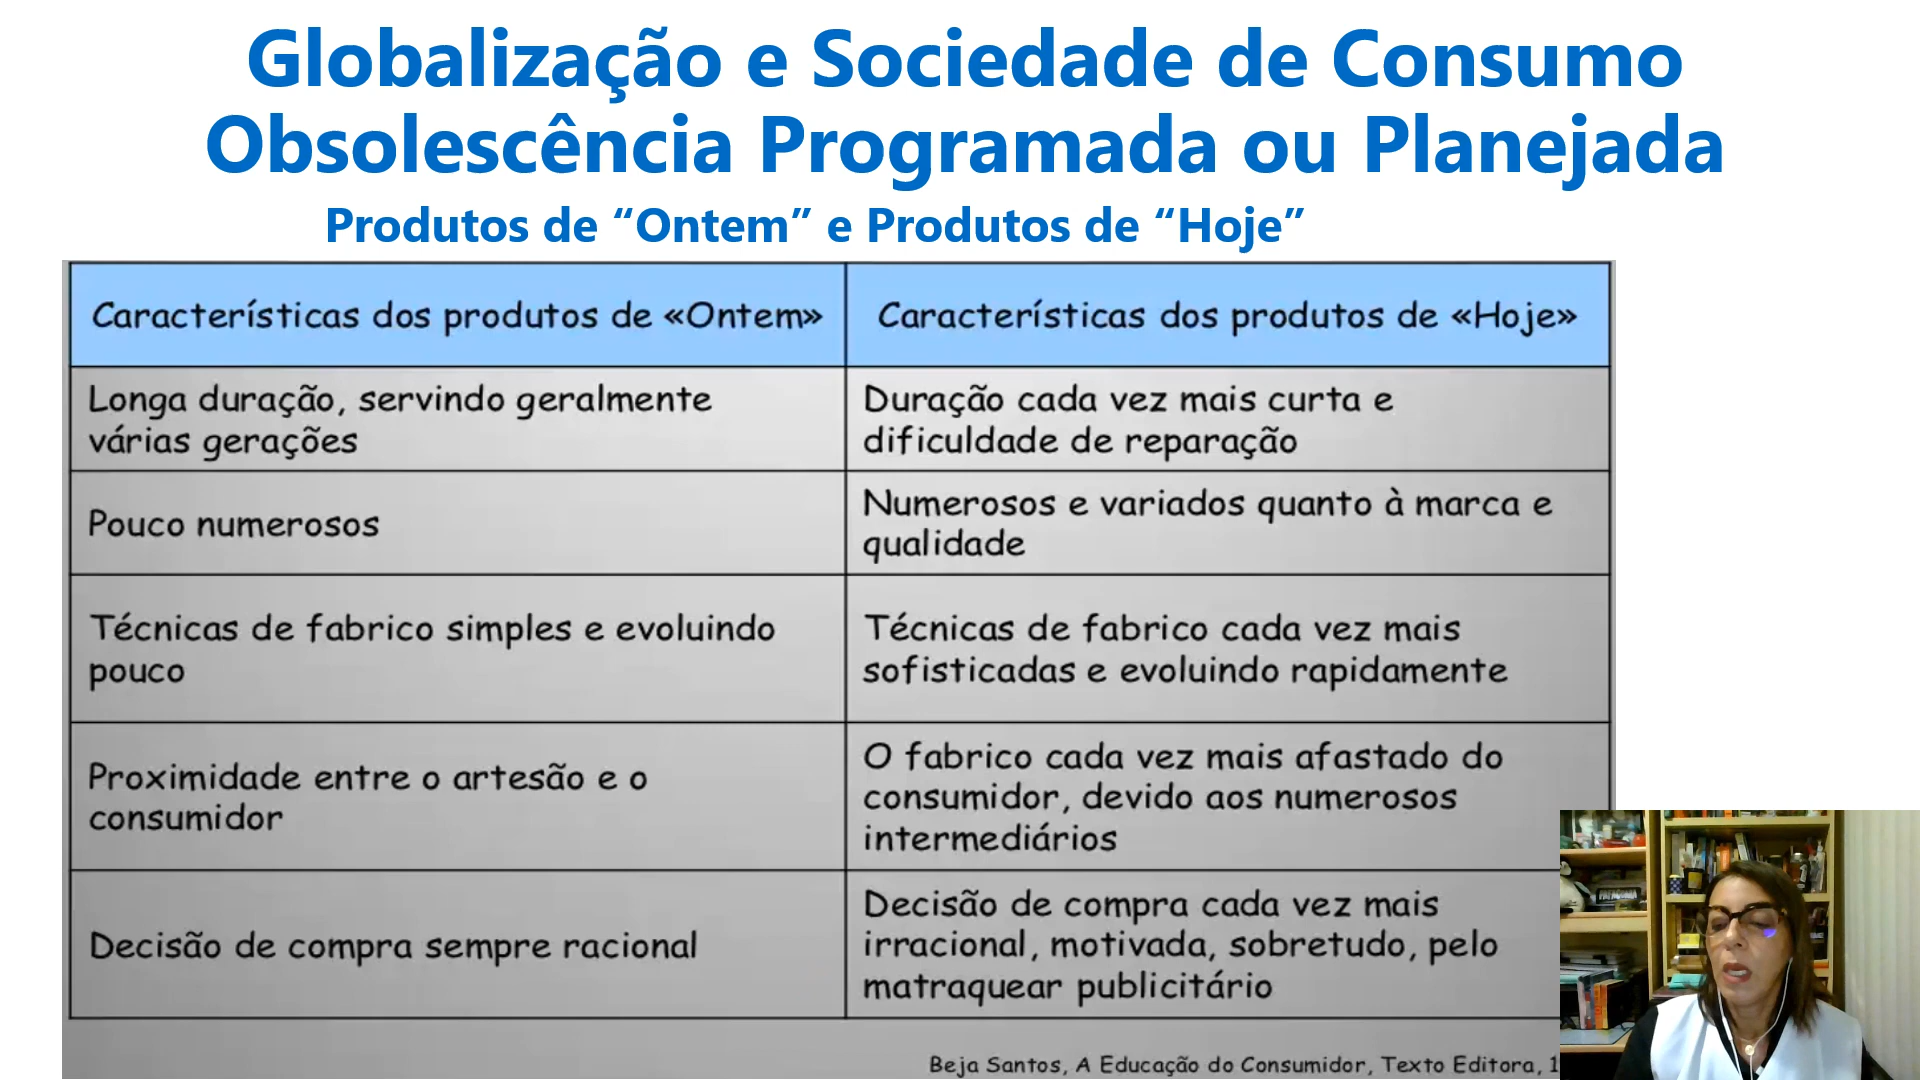 Globalização e Sociedade de Consumo
Obsolescência Programada ou Planejada
Produtos de “Ontem” e Produtos de “Hoje”
Características dos produtos de «Ontem»
Características dos produtos de «Hoje»
Longa duração, servindo geralmente
várias gerações
Duração cada vez mais curta e
dificuldade de reparação
Pouco numerosos
Numerosos e variados quanto à marca e
qualidade
Técnicas de fabrico simples e evoluindo
pouco
Técnicas de fabrico cada vez mais
sofisticadas e evoluindo rapidamente
Proximidade entre o artesão e o
consumidor
O fabrico cada vez mais afastado do
consumidor, devido aos numerosos
intermediários
Decisão de compra sempre racional
Decisão de compra cada vez mais
irracional, motivada, sobretudo, pelo
matraquear publicitário
Beja Santos, A Educação do Consumidor, Texto Editora, 1
PATAGONIA